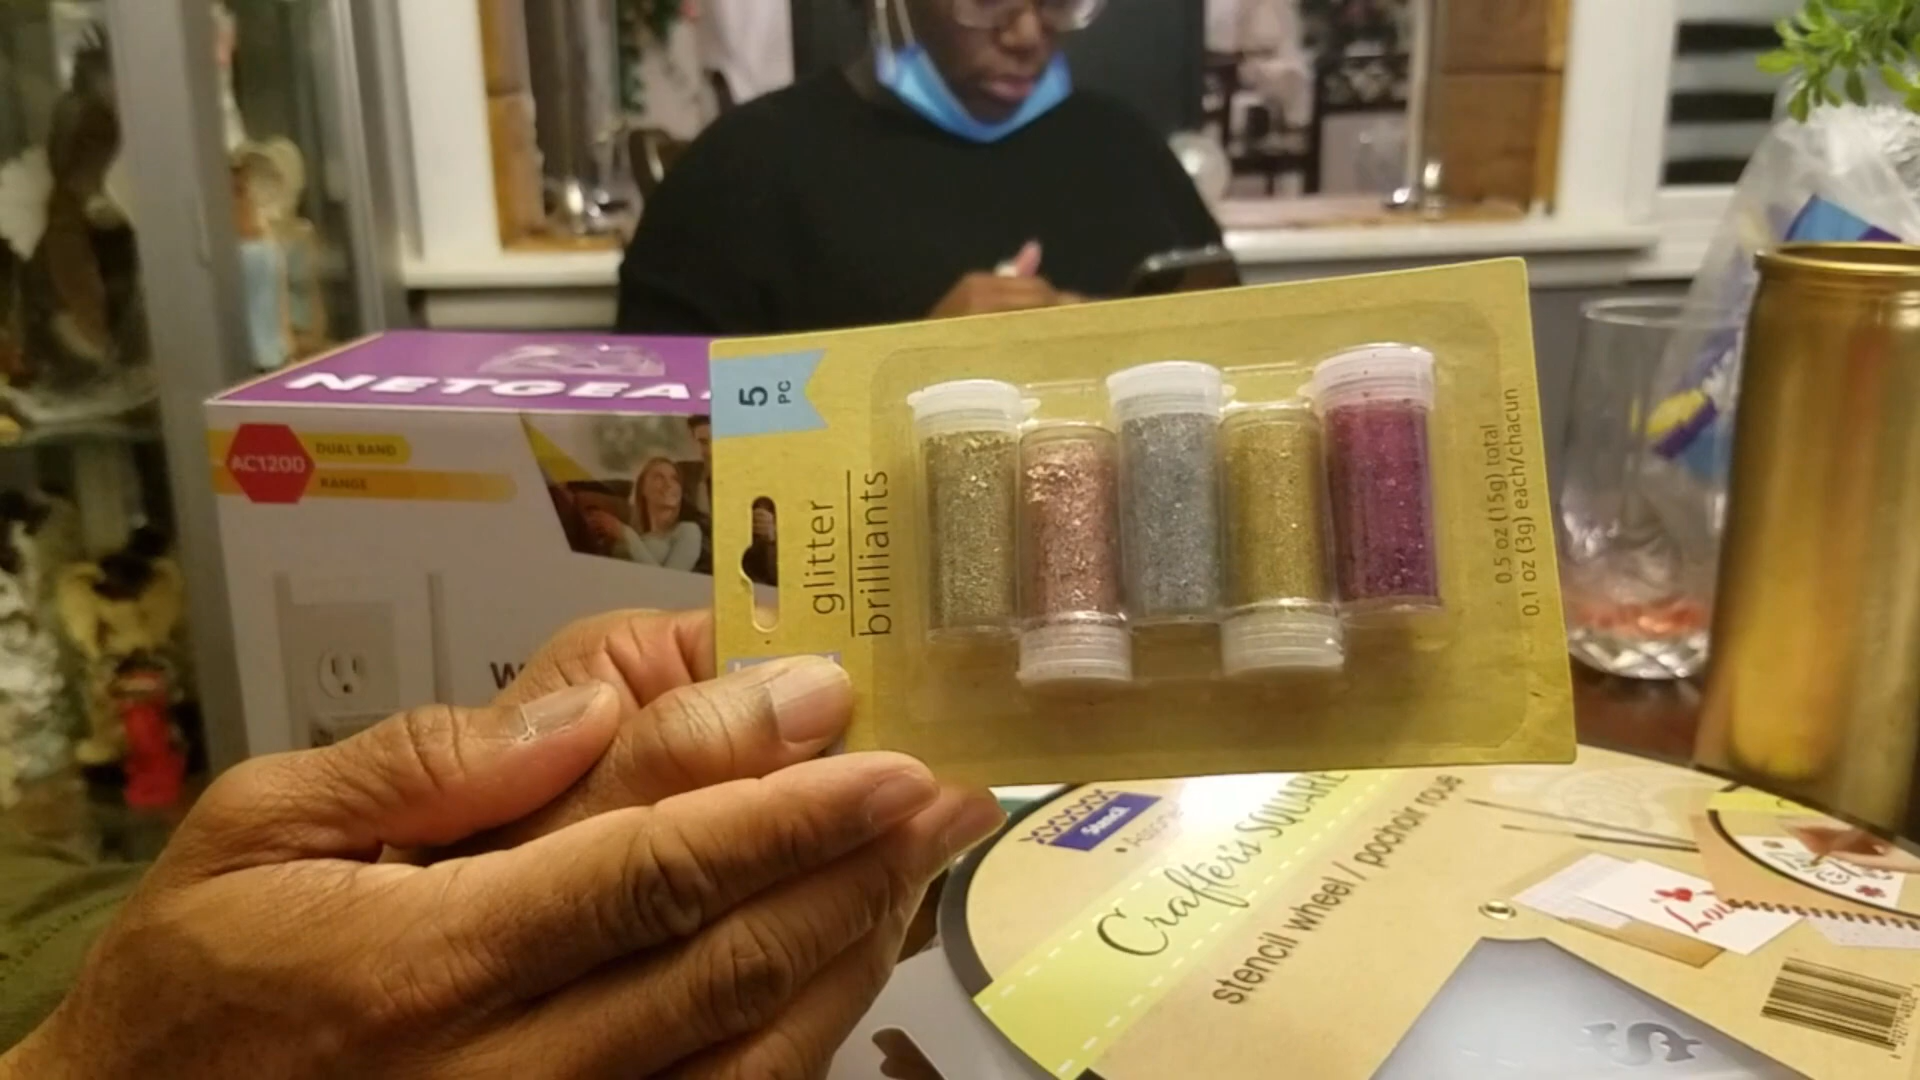 NETGEA
AC1200
DUAL BAND
RANGE
5
PC
glitter
brilliants
0.5 oz (15g) total
0.1 oz (3g) each/chacun
Stencil
Crafter's SQUARE
stencil wheel / pochoir roue
Love
S